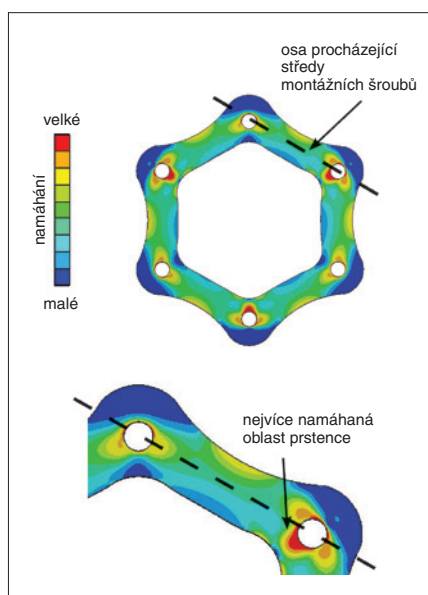 osa procházející
středy
montážních šroubů
velké
namáhání
malé
nejvíce namáhaná
oblast prstence